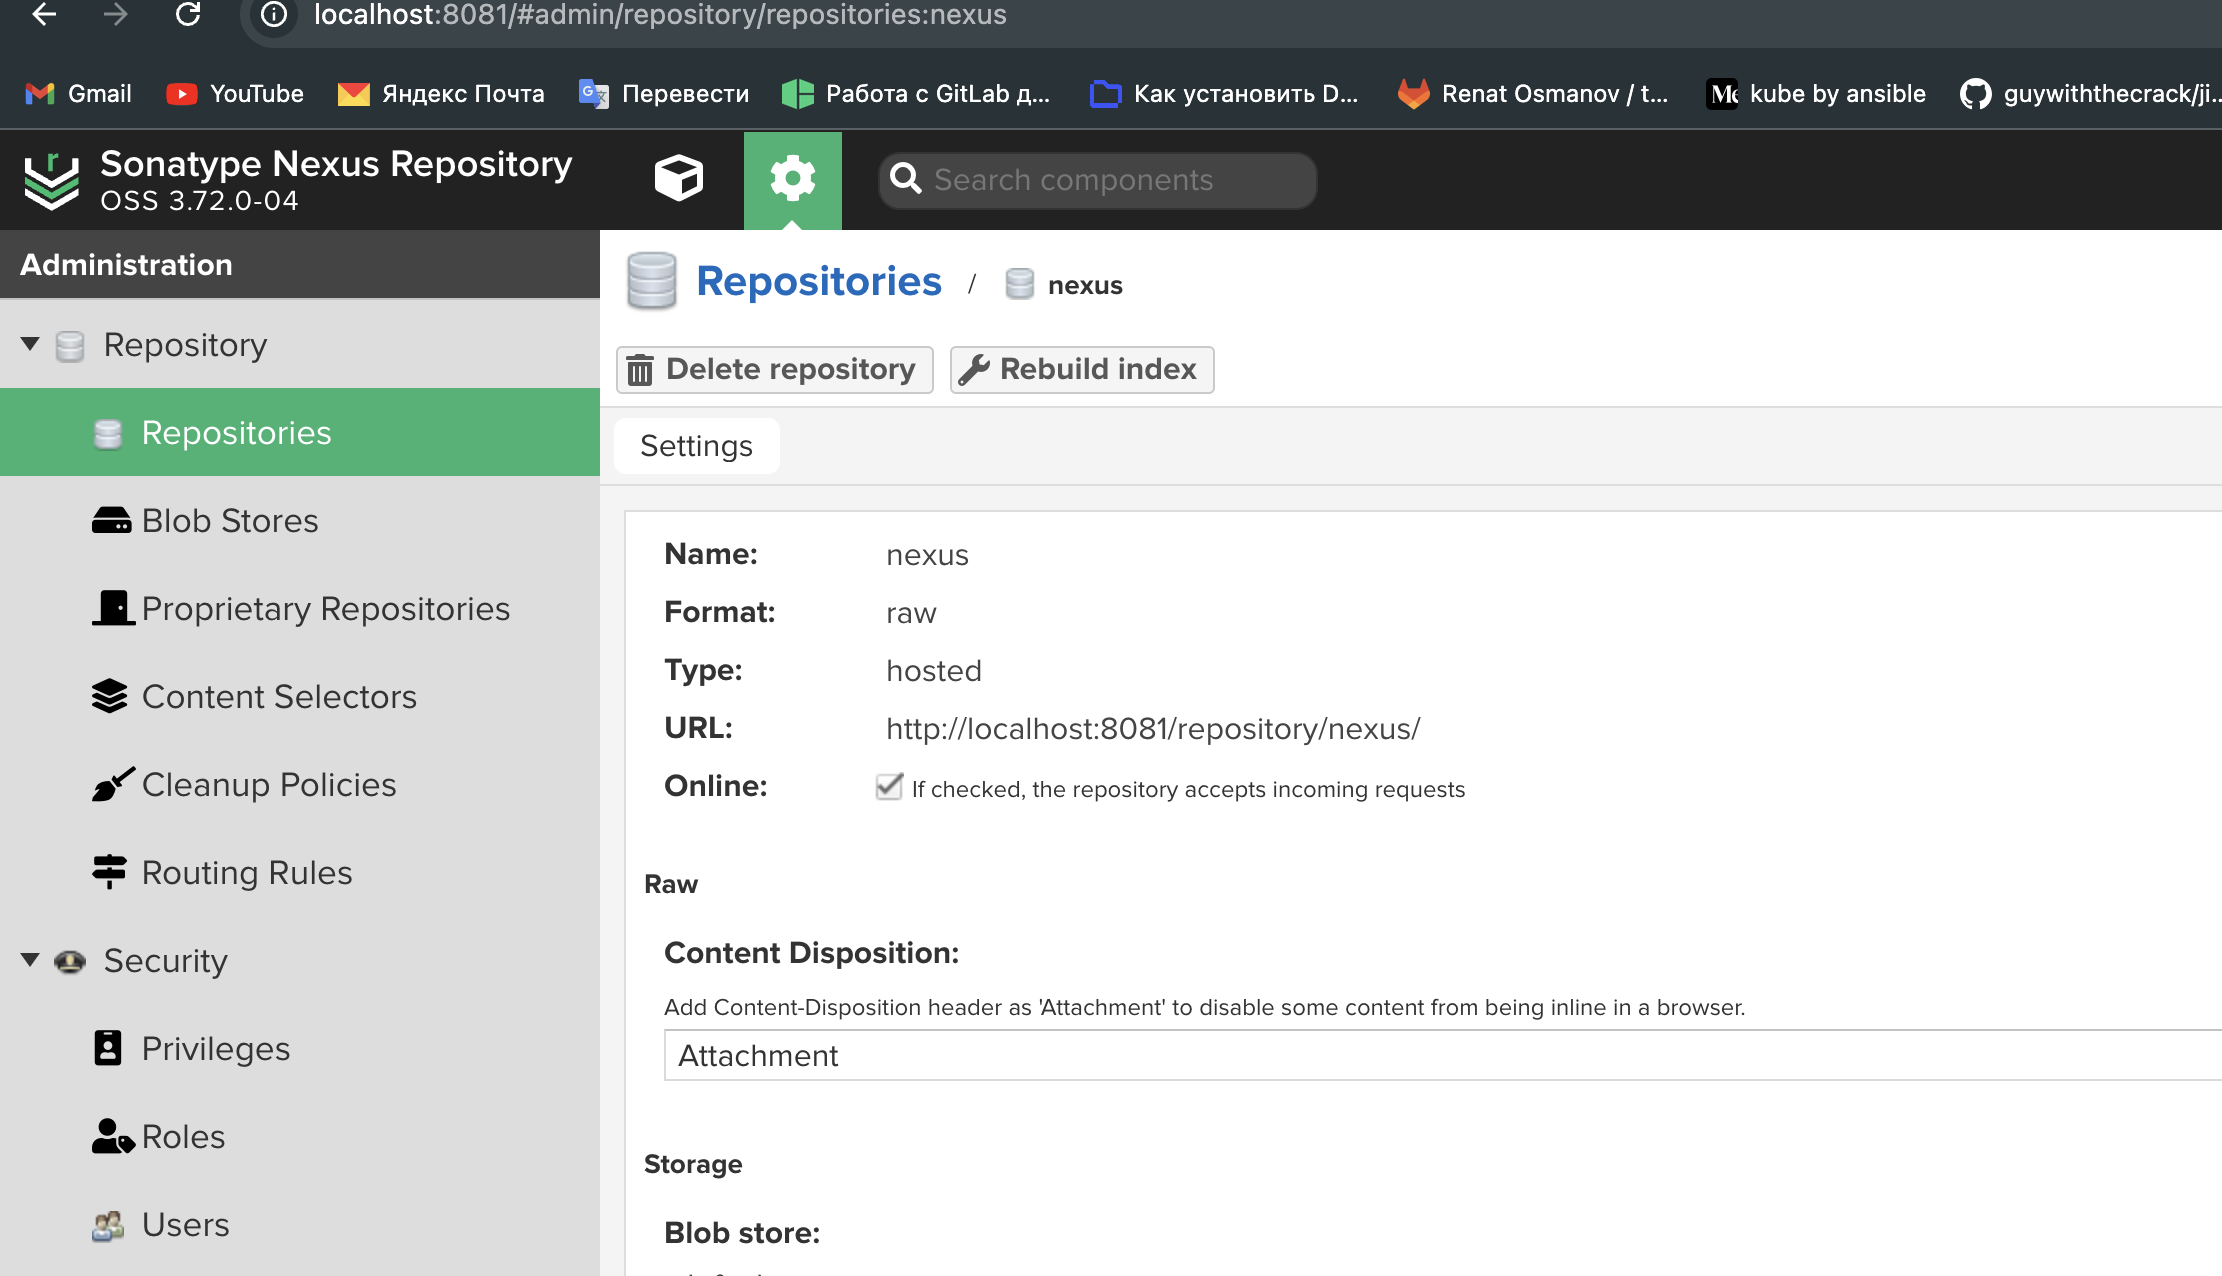 localhost:8081/#admin/repository/repositories:nexus
Gmail YouTube Яндекс Почта Перевести Работа с GitLab д... Как установить D... Renat Osmanov / t... kube by ansible guywiththecrack/ji...
Sonatype Nexus Repository
OSS 3.72.0-04
Search components
Administration
Repository
Repositories
Blob Stores
Proprietary Repositories
Content Selectors
Cleanup Policies
Routing Rules
Security
Privileges
Roles
Users
Repositories / nexus
Delete repository Rebuild index
Settings
Name: nexus
Format: raw
Type: hosted
URL: http://localhost:8081/repository/nexus/
Online: If checked, the repository accepts incoming requests
Raw
Content Disposition:
Add Content-Disposition header as 'Attachment' to disable some content from being inline in a browser.
Attachment
Storage
Blob store: